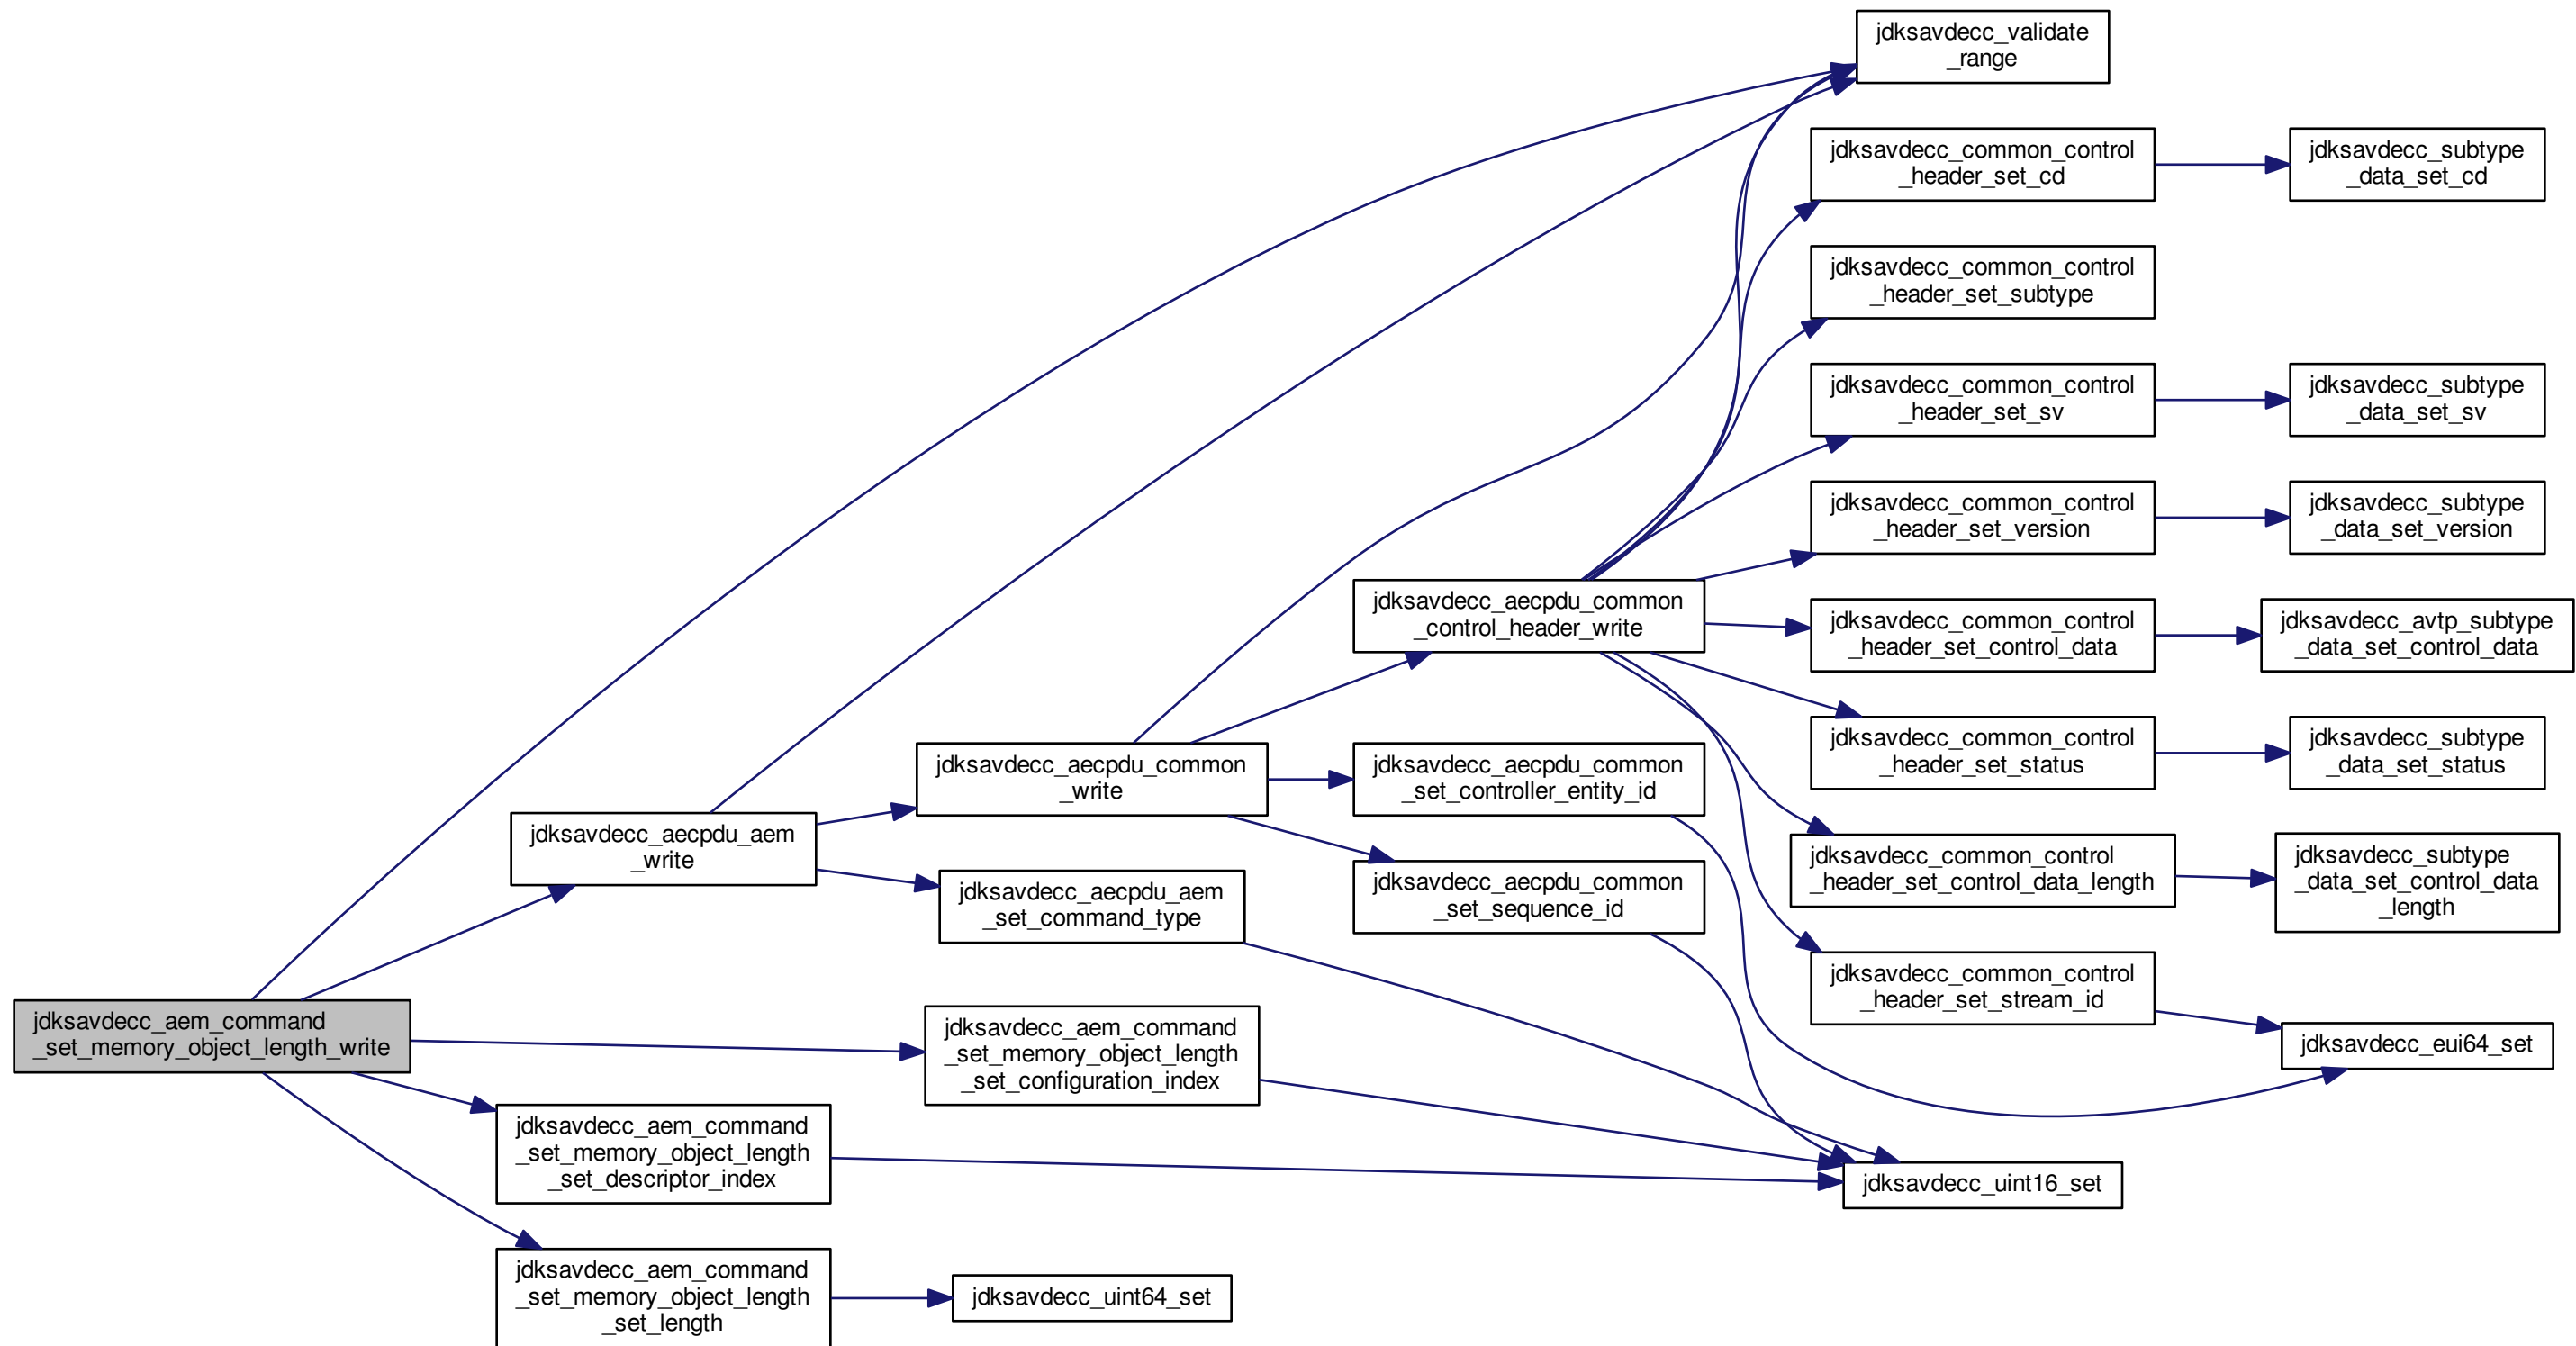 jdksavdecc_validate
_range
jdksavdecc_common_control
_header_set_cd
jdksavdecc_subtype
_data_set_cd
jdksavdecc_common_control
_header_set_subtype
jdksavdecc_common_control
_header_set_sv
jdksavdecc_subtype
_data_set_sv
jdksavdecc_common_control
_header_set_version
jdksavdecc_subtype
_data_set_version
jdksavdecc_aecpdu_common
_control_header_write
jdksavdecc_common_control
_header_set_control_data
jdksavdecc_avtp_subtype
_data_set_control_data
jdksavdecc_common_control
_header_set_status
jdksavdecc_subtype
_data_set_status
jdksavdecc_aecpdu_common
_write
jdksavdecc_aecpdu_common
_set_controller_entity_id
jdksavdecc_aecpdu_aem
_write
jdksavdecc_common_control
_header_set_control_data_length
jdksavdecc_subtype
_data_set_control_data
_length
jdksavdecc_aecpdu_aem
_set_command_type
jdksavdecc_aecpdu_common
_set_sequence_id
jdksavdecc_common_control
_header_set_stream_id
jdksavdecc_aem_command
_set_memory_object_length_write
jdksavdecc_aem_command
_set_memory_object_length
_set_configuration_index
jdksavdecc_eui64_set
jdksavdecc_aem_command
_set_memory_object_length
_set_descriptor_index
jdksavdecc_uint16_set
jdksavdecc_aem_command
_set_memory_object_length
_set_length
jdksavdecc_uint64_set